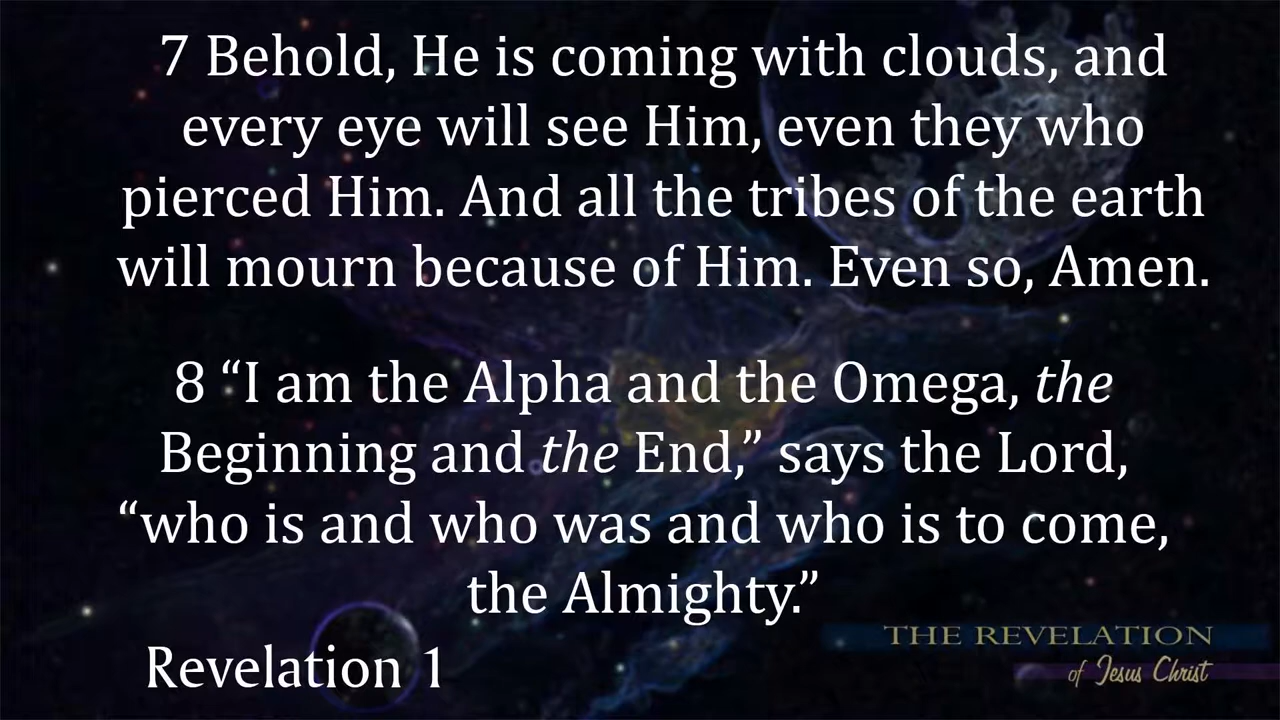 7 Behold, He is coming with clouds, and
every eye will see Him, even they who
pierced Him. And all the tribes of the earth
will mourn because of Him. Even so, Amen.
8 “I am the Alpha and the Omega, the
Beginning and the End,” says the Lord,
“who is and who was and who is to come,
the Almighty.”
Revelation 1
THE REVELATION
of Jesus Christ